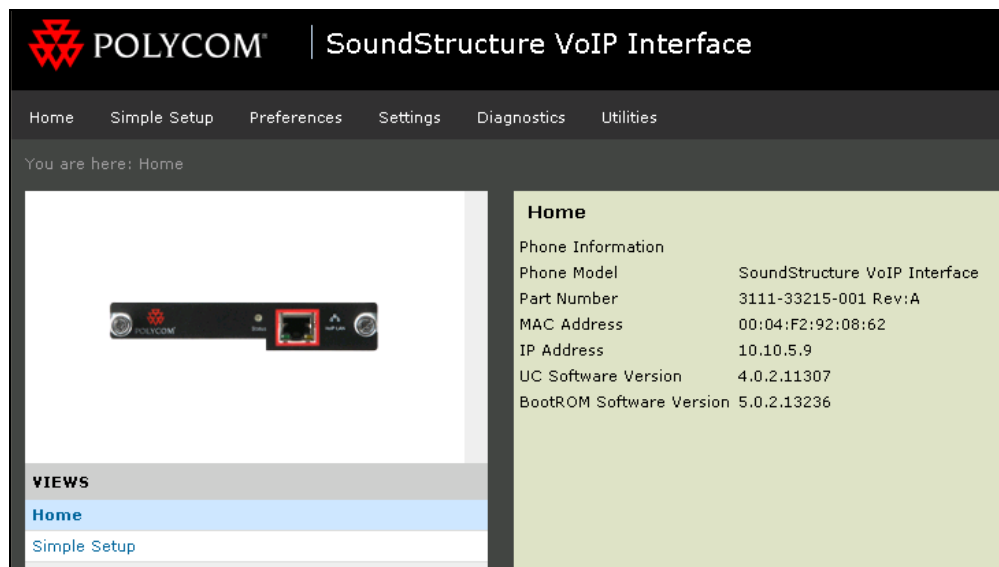 POLYCOM® SoundStructure VoIP Interface
Home Simple Setup Preferences Settings Diagnostics Utilities
You are here: Home
POLYCOM
Status
VoIP LAN
VIEWS
Home
Simple Setup
Home
Phone Information
Phone Model SoundStructure VoIP Interface
Part Number 3111-33215-001 Rev:A
MAC Address 00:04:F2:92:08:62
IP Address 10.10.5.9
UC Software Version 4.0.2.11307
BootROM Software Version 5.0.2.13236